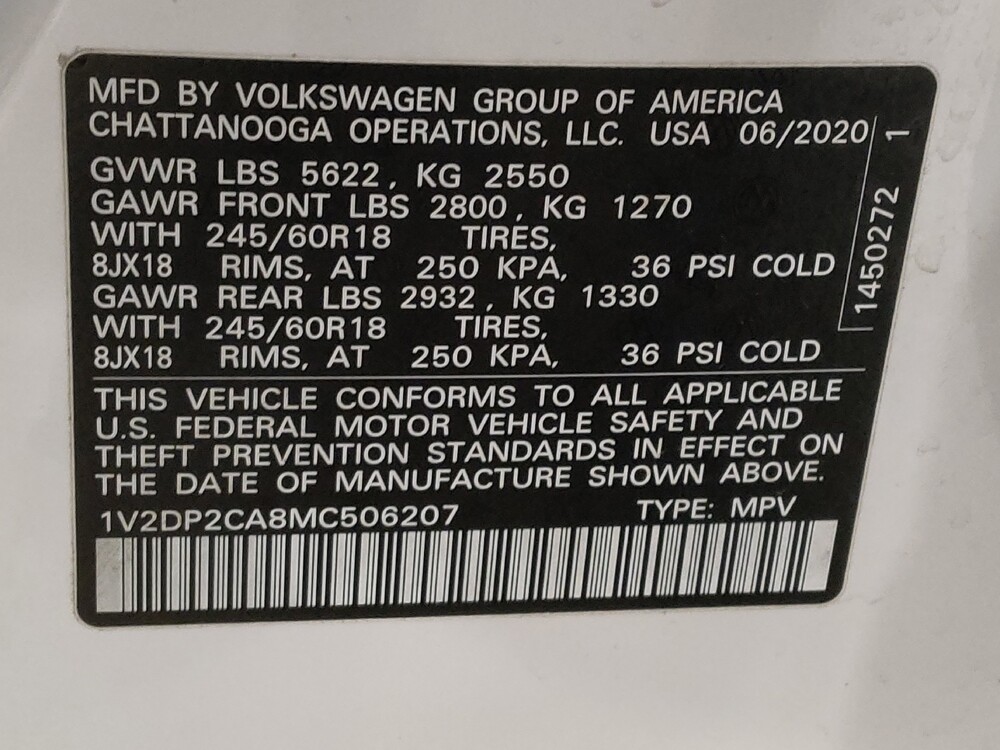 MFD BY VOLKSWAGEN GROUP OF AMERICA
CHATTANOOGA OPERATIONS, LLC. USA 06/2020
GVWR LBS 5622, KG 2550
GAWR FRONT LBS 2800, KG 1270
WITH 245/60R18 TIRES,
8JX18 RIMS, AT 250 KPA, 36 PSI COLD
GAWR REAR LBS 2932, KG 1330
WITH 245/60R18 TIRES,
8JX18 RIMS, AT 250 KPA, 36 PSI COLD
1450272 1
THIS VEHICLE CONFORMS TO ALL APPLICABLE
U.S. FEDERAL MOTOR VEHICLE SAFETY AND
THEFT PREVENTION STANDARDS IN EFFECT ON
THE DATE OF MANUFACTURE SHOWN ABOVE.
1V2DP2CA8MC506207 TYPE: MPV